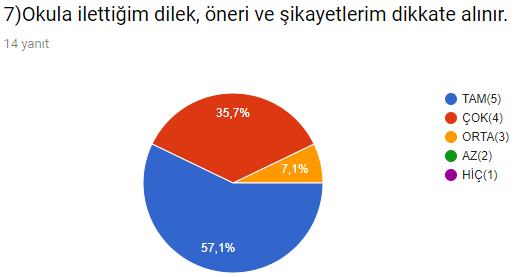 7)Okula ilettiğim dilek, öneri ve şikayetlerim dikkate alınır.
14 yanıt
35,7%
7,1%
57,1%
TAM(5)
ÇOK(4)
ORTA(3)
AZ(2)
HİÇ(1)